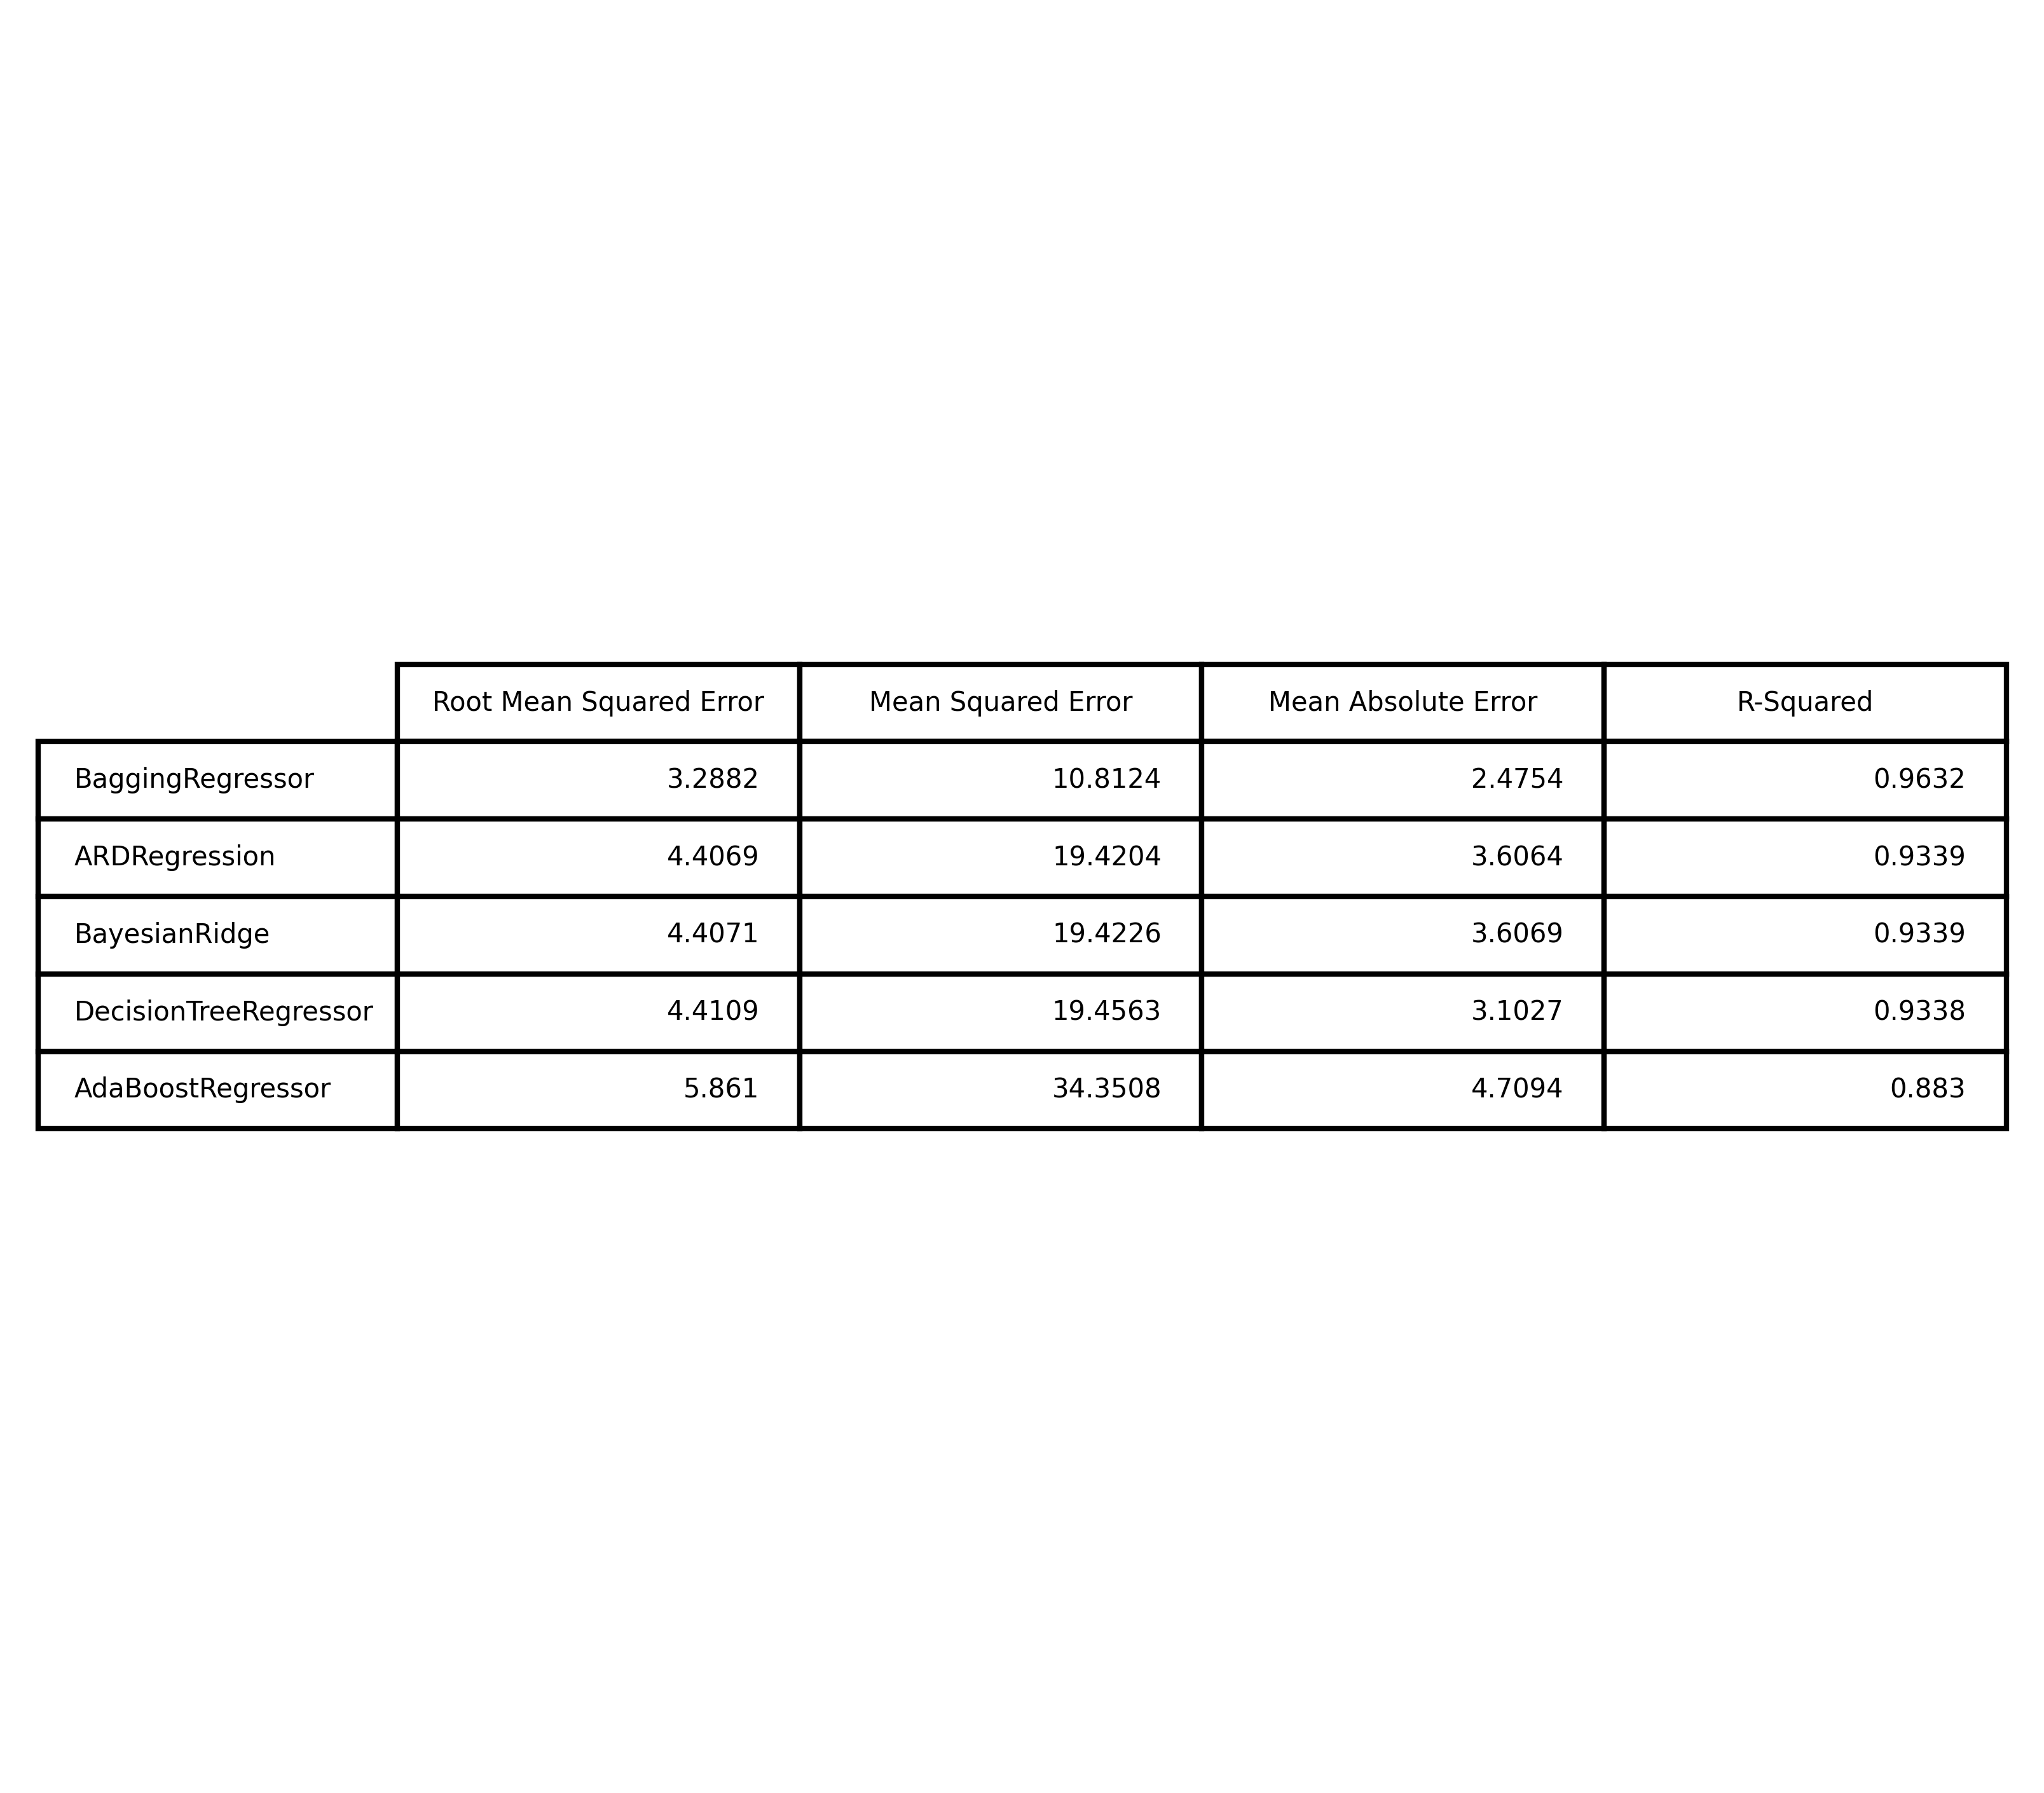 Root Mean Squared Error Mean Squared Error Mean Absolute Error R-Squared
BaggingRegressor 3.2882 10.8124 2.4754 0.9632
ARDRegression 4.4069 19.4204 3.6064 0.9339
BayesianRidge 4.4071 19.4226 3.6069 0.9339
DecisionTreeRegressor 4.4109 19.4563 3.1027 0.9338
AdaBoostRegressor 5.861 34.3508 4.7094 0.883